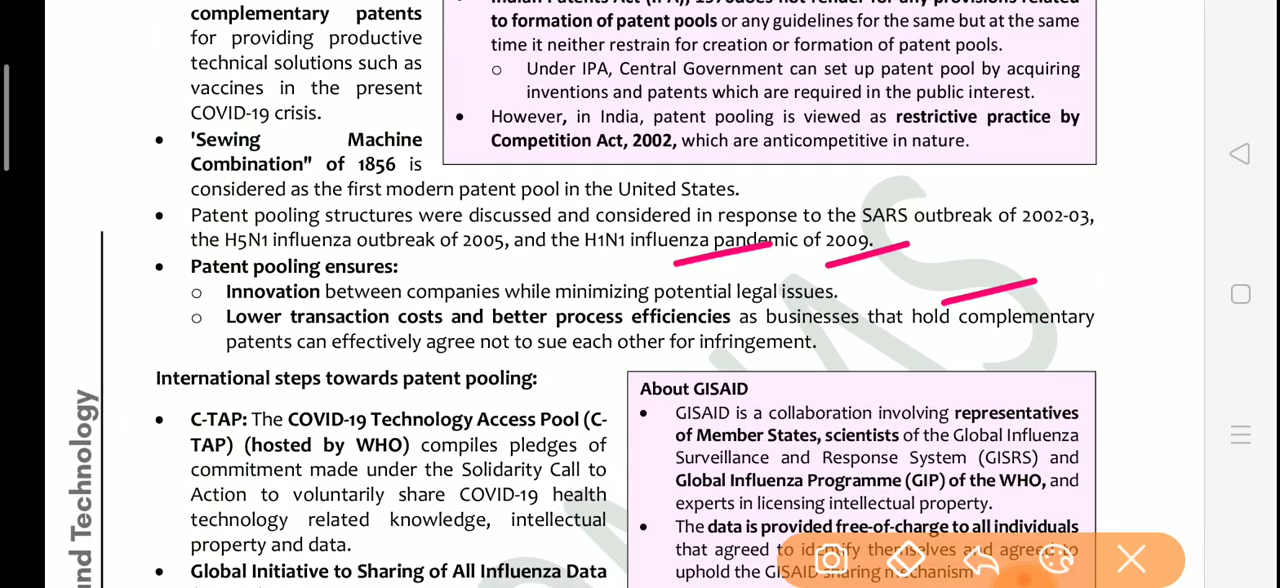 complementary patents
for providing productive
technical solutions such as
vaccines in the present
COVID-19 crisis.
• 'Sewing Machine
Combination" of 1856 is
considered as the first modern patent pool in the United States.
to formation of patent pools or any guidelines for the same but at the same
time it neither restrain for creation or formation of patent pools.
o Under IPA, Central Government can set up patent pool by acquiring
inventions and patents which are required in the public interest.
• However, in India, patent pooling is viewed as restrictive practice by
Competition Act, 2002, which are anticompetitive in nature.
• Patent pooling structures were discussed and considered in response to the SARS outbreak of 2002-03,
the H5N1 influenza outbreak of 2005, and the H1N1 influenza pandemic of 2009.
• Patent pooling ensures:
o Innovation between companies while minimizing potential legal issues.
o Lower transaction costs and better process efficiencies as businesses that hold complementary
patents can effectively agree not to sue each other for infringement.
International steps towards patent pooling:
• C-TAP: The COVID-19 Technology Access Pool (C-
TAP) (hosted by WHO) compiles pledges of
commitment made under the Solidarity Call to
Action to voluntarily share COVID-19 health
technology related knowledge, intellectual
property and data.
• Global Initiative to Sharing of All Influenza Data
About GISAID
• GISAID is a collaboration involving representatives
of Member States, scientists of the Global Influenza
Surveillance and Response System (GISRS) and
Global Influenza Programme (GIP) of the WHO, and
experts in licensing intellectual property.
• The data is provided free-of-charge to all individuals
that agreed to identify themselves and agreed to
uphold the GISAID sharing mechanism
nd Technology